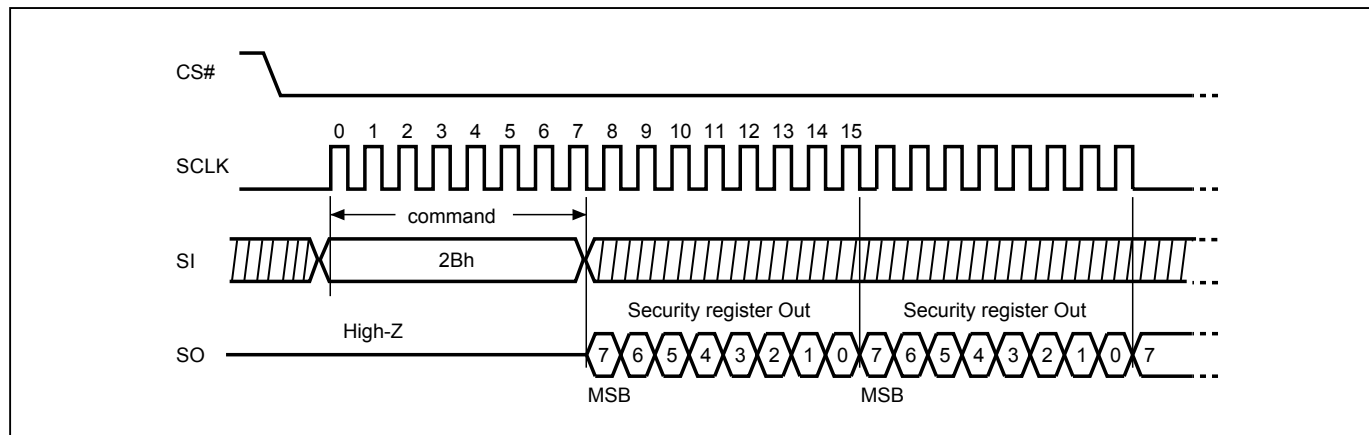 CS#
0 1 2 3 4 5 6 7 8 9 10 11 12 13 14 15
SCLK
command
SI
2Bh
Security register Out Security register Out
High-Z
SO
7 6 5 4 3 2 1 0 7 6 5 4 3 2 1 0 7
MSB MSB